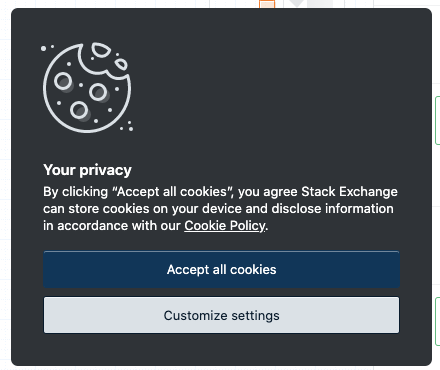 Your privacy
By clicking “Accept all cookies”, you agree Stack Exchange
can store cookies on your device and disclose information
in accordance with our Cookie Policy.
Accept all cookies
Customize settings